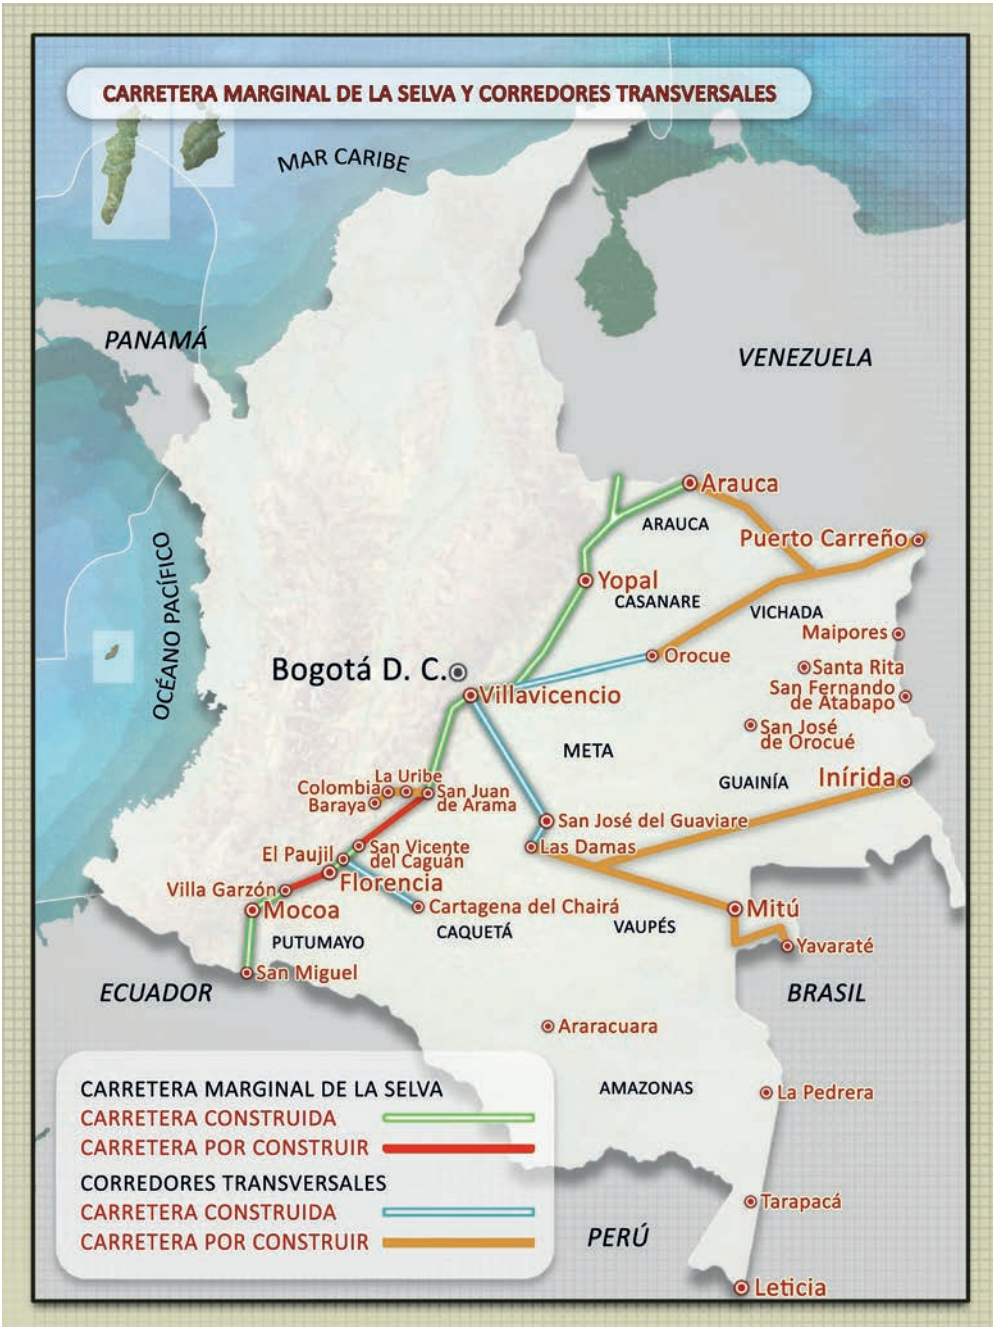 CARRETERA MARGINAL DE LA SELVA Y CORREDORES TRANSVERSALES
MAR CARIBE
PANAMÁ
VENEZUELA
OCÉANO PACÍFICO
Arauca
ARAUCA
Puerto Carreño
Yopal
CASANARE
VICHADA
Maipores
Orocue
Santa Rita
Bogotá D. C.
San Fernando
de Atabapo
Villavicencio
San José
de Orocué
META
GUAINÍA
Inírida
La Uribe
Colombia
San Juan
de Arama
Baraya
San José del Guaviare
Las Damas
San Vicente
del Caguán
El Paujil
Florencia
Villa Garzón
Mocoa
Cartagena del Chairá
Mitú
PUTUMAYO
CAQUETÁ
VAUPÉS
Yavaraté
San Miguel
ECUADOR
BRASIL
Araracuara
AMAZONAS
La Pedrera
CARRETERA MARGINAL DE LA SELVA
CARRETERA CONSTRUIDA
CARRETERA POR CONSTRUIR
CORREDORES TRANSVERSALES
CARRETERA CONSTRUIDA
CARRETERA POR CONSTRUIR
Tarapacá
PERÚ
Leticia